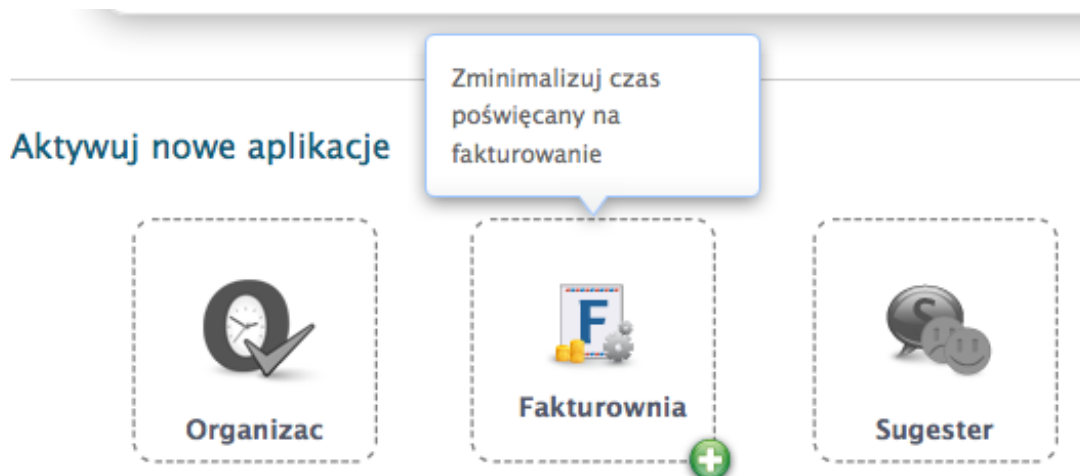 Zminimalizuj czas
poświęcany na
fakturowanie
Aktywuj nowe aplikacje
Organizac
F
Fakturownia
S
Sugester